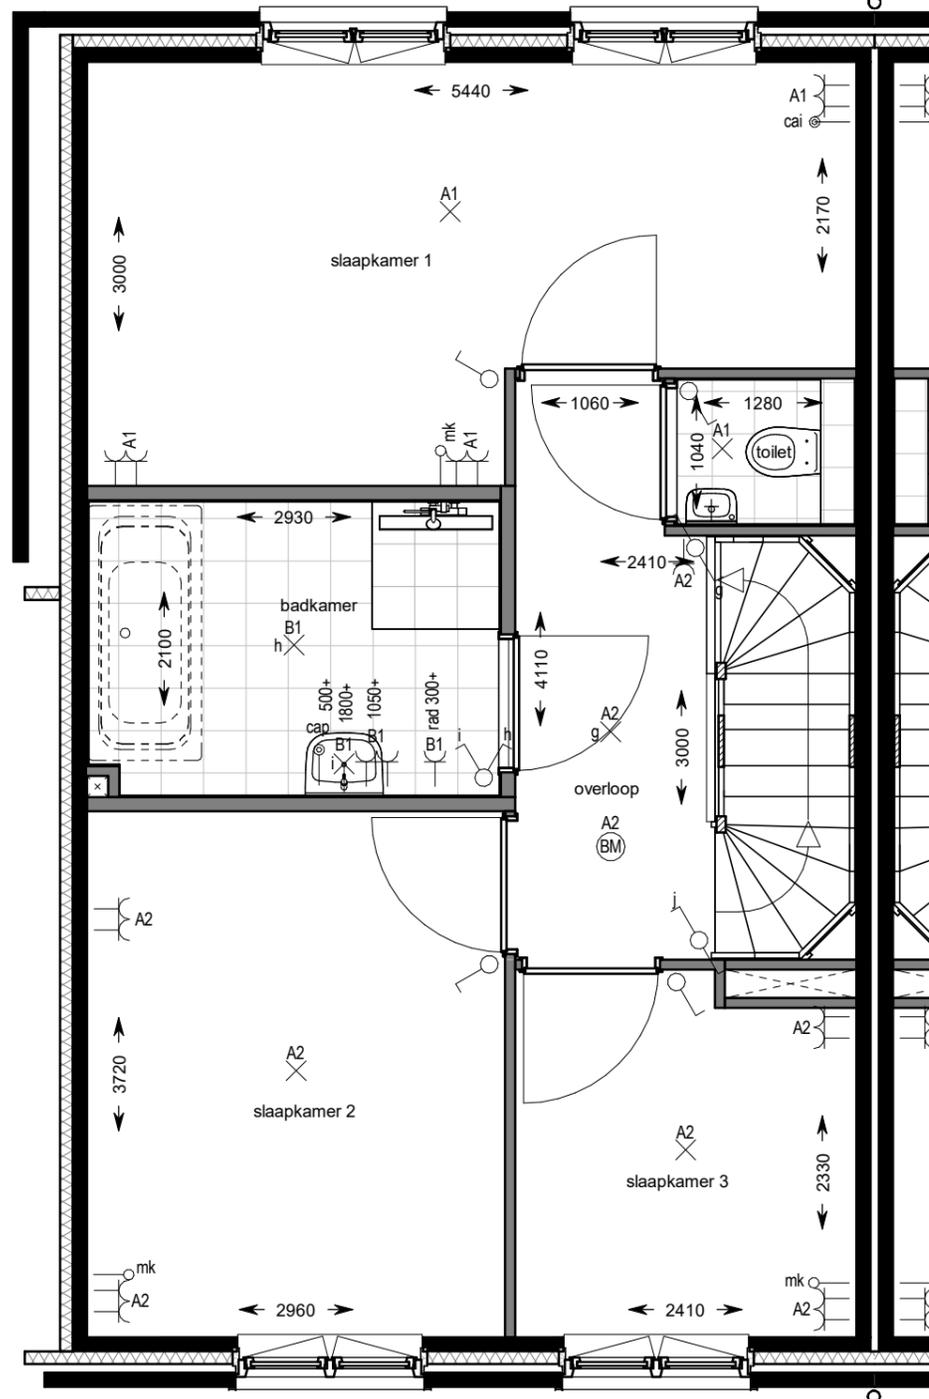 5440
A1
cai
A1
2170
3000
slaapkamer 1
1060
1280
A1
1040
toilet
A1
mk
A1
2930
2410
A2
g
badkamer
B1
h
2100
4110
500+
1800+
1050+
rad 300+
cap
B1
B1
B1
i
i
h
A2
g
3000
overloop
A2
BM
j
A2
A2
3720
A2
slaapkamer 2
A2
slaapkamer 3
2330
mk
A2
mk
A2
2960
2410